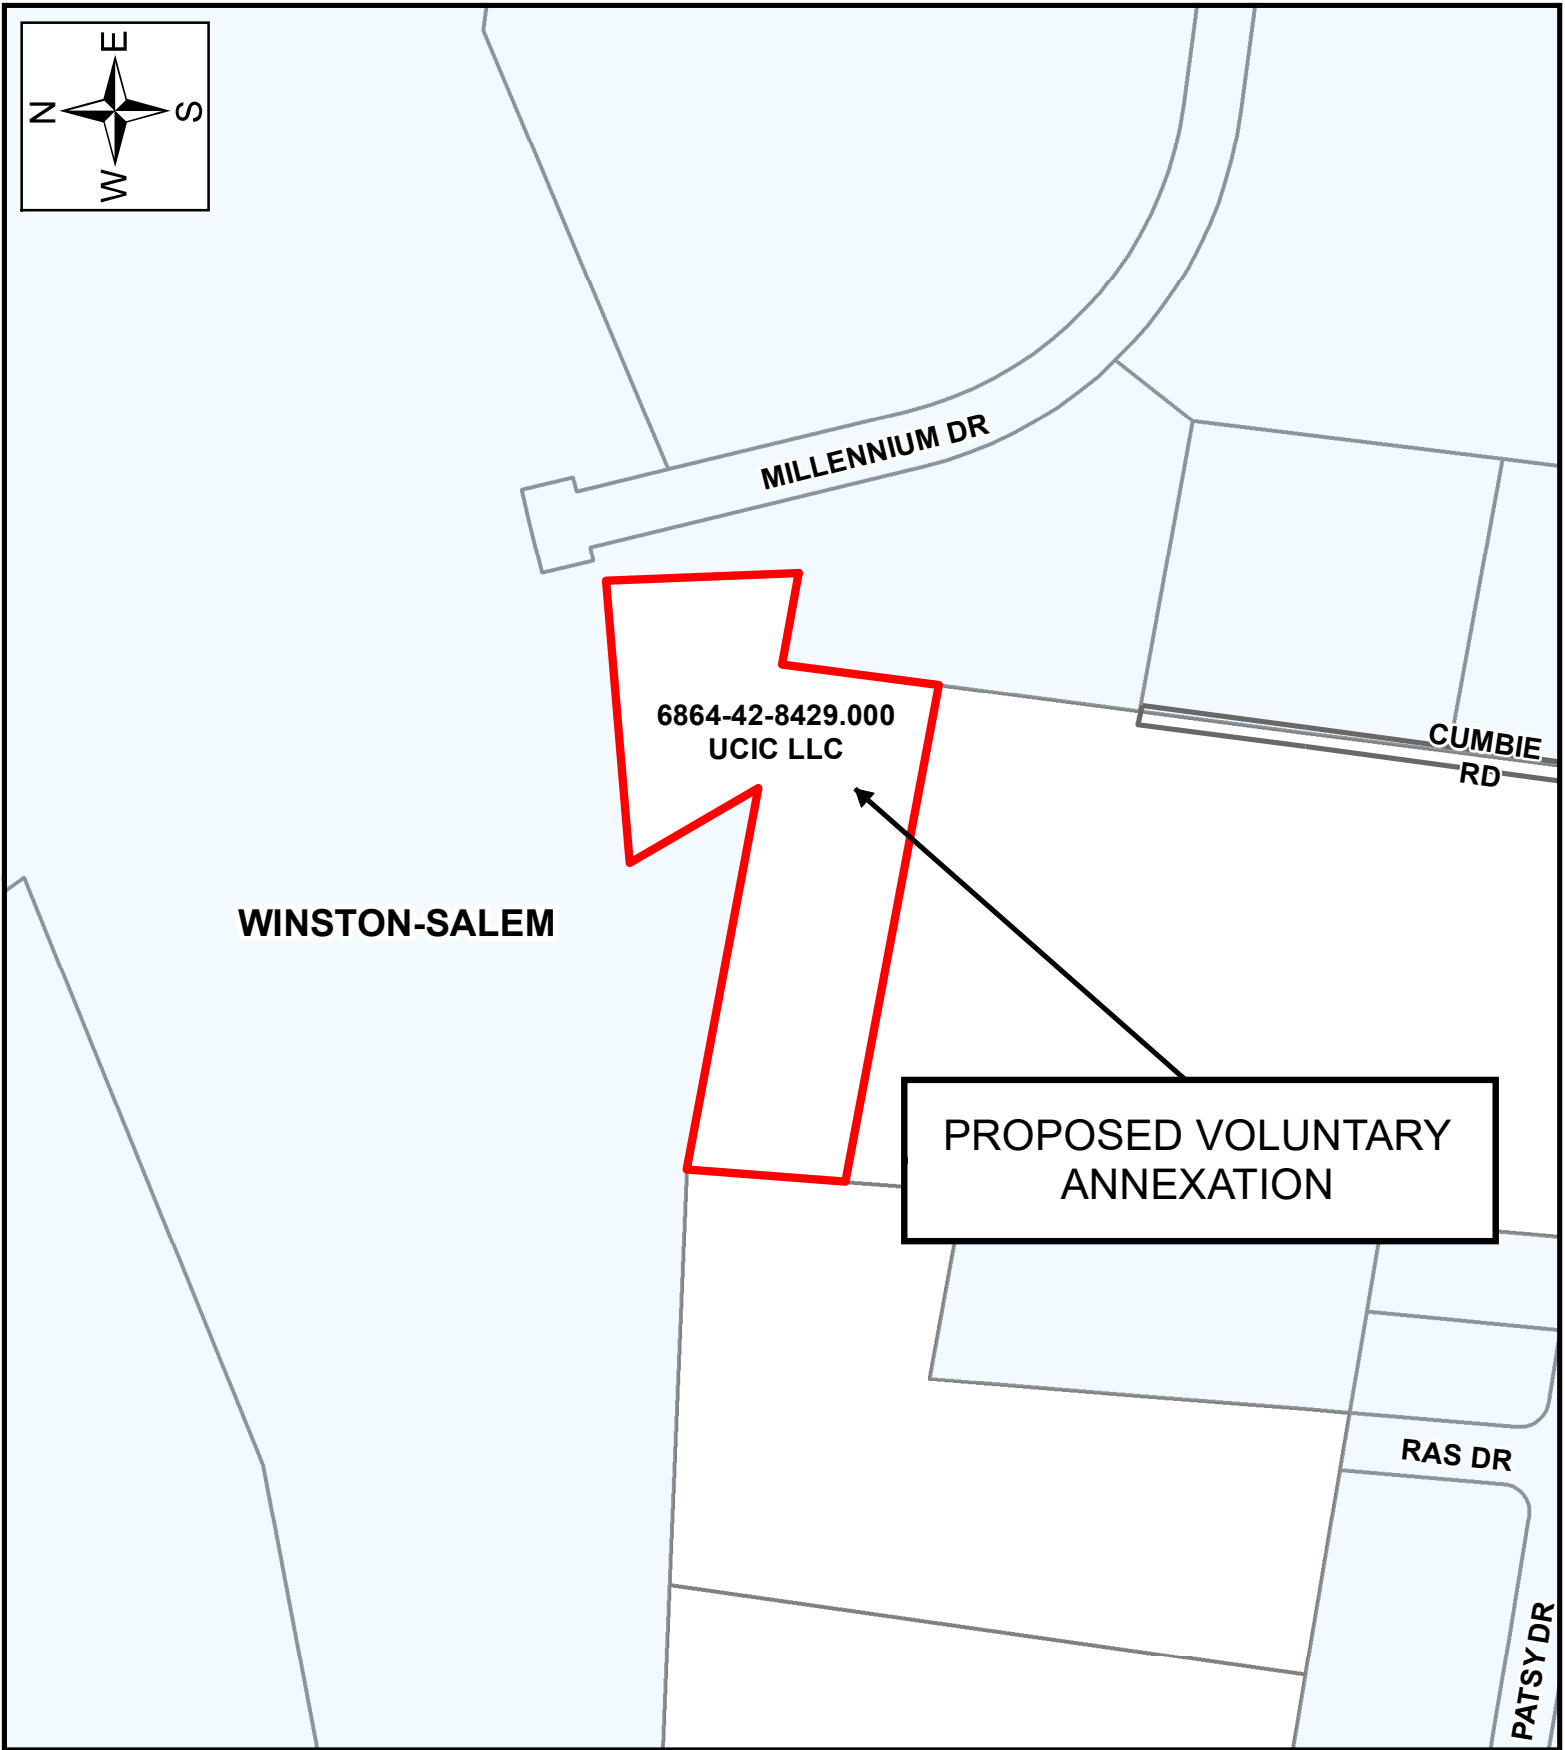 E
N
S
W
MILLENNIUM DR
6864-42-8429.000
UCIC LLC
CUMBIE
RD
WINSTON-SALEM
PROPOSED VOLUNTARY
ANNEXATION
RAS DR
PATSY DR